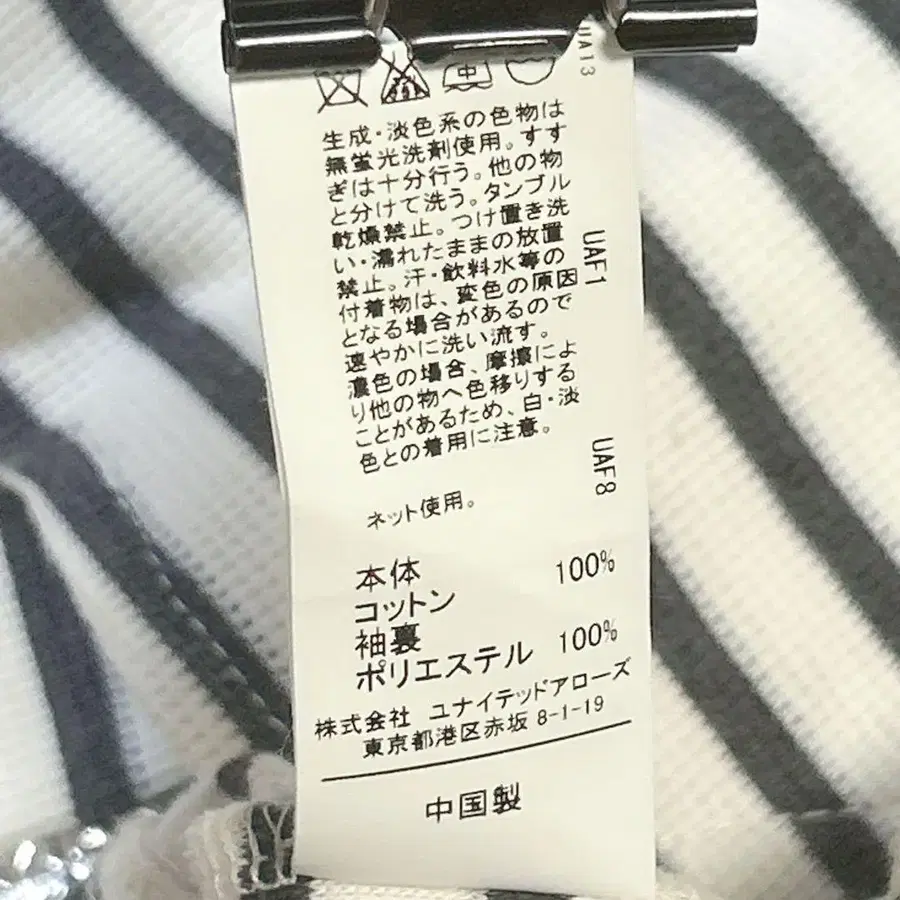 中
UA13
生成・淡色系の色物は
無蛍光洗剤使用。すす
ぎは十分行う。他の物
と分けて洗う。タンブル
乾燥禁止。つけ置き洗
い・濡れたままの放置
禁止。汗・飲料水等の
付着物は、変色の原因
となる場合があるので
速やかに洗い流す。
濃色の場合、摩擦によ
り他の物へ色移りする
ことがあるため、白・淡
色との着用に注意。
UAF1
UAF8
ネット使用。
本体
コットン 100%
袖裏
ポリエステル 100%
株式会社 ユナイテッドアローズ
東京都港区赤坂 8-1-19
中国製